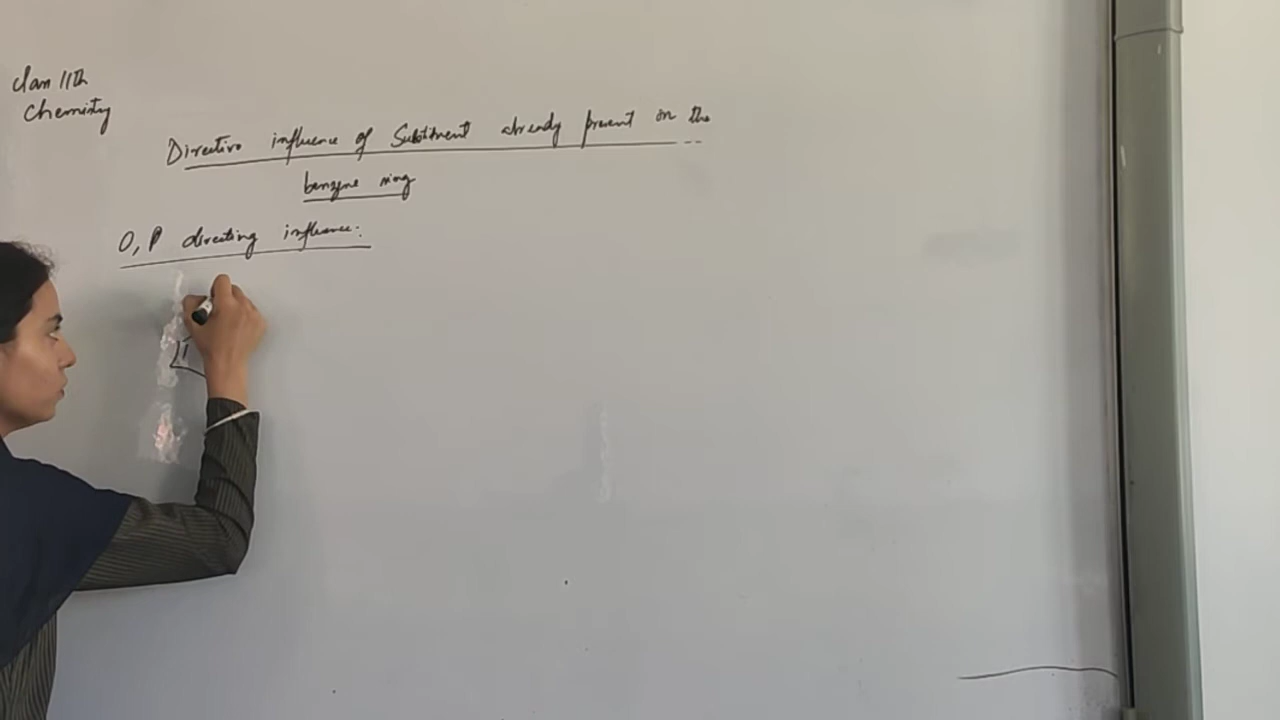 Class 11th
Chemistry
Directive influence of Substituent already present on the
benzene ring
O, P directing influence: